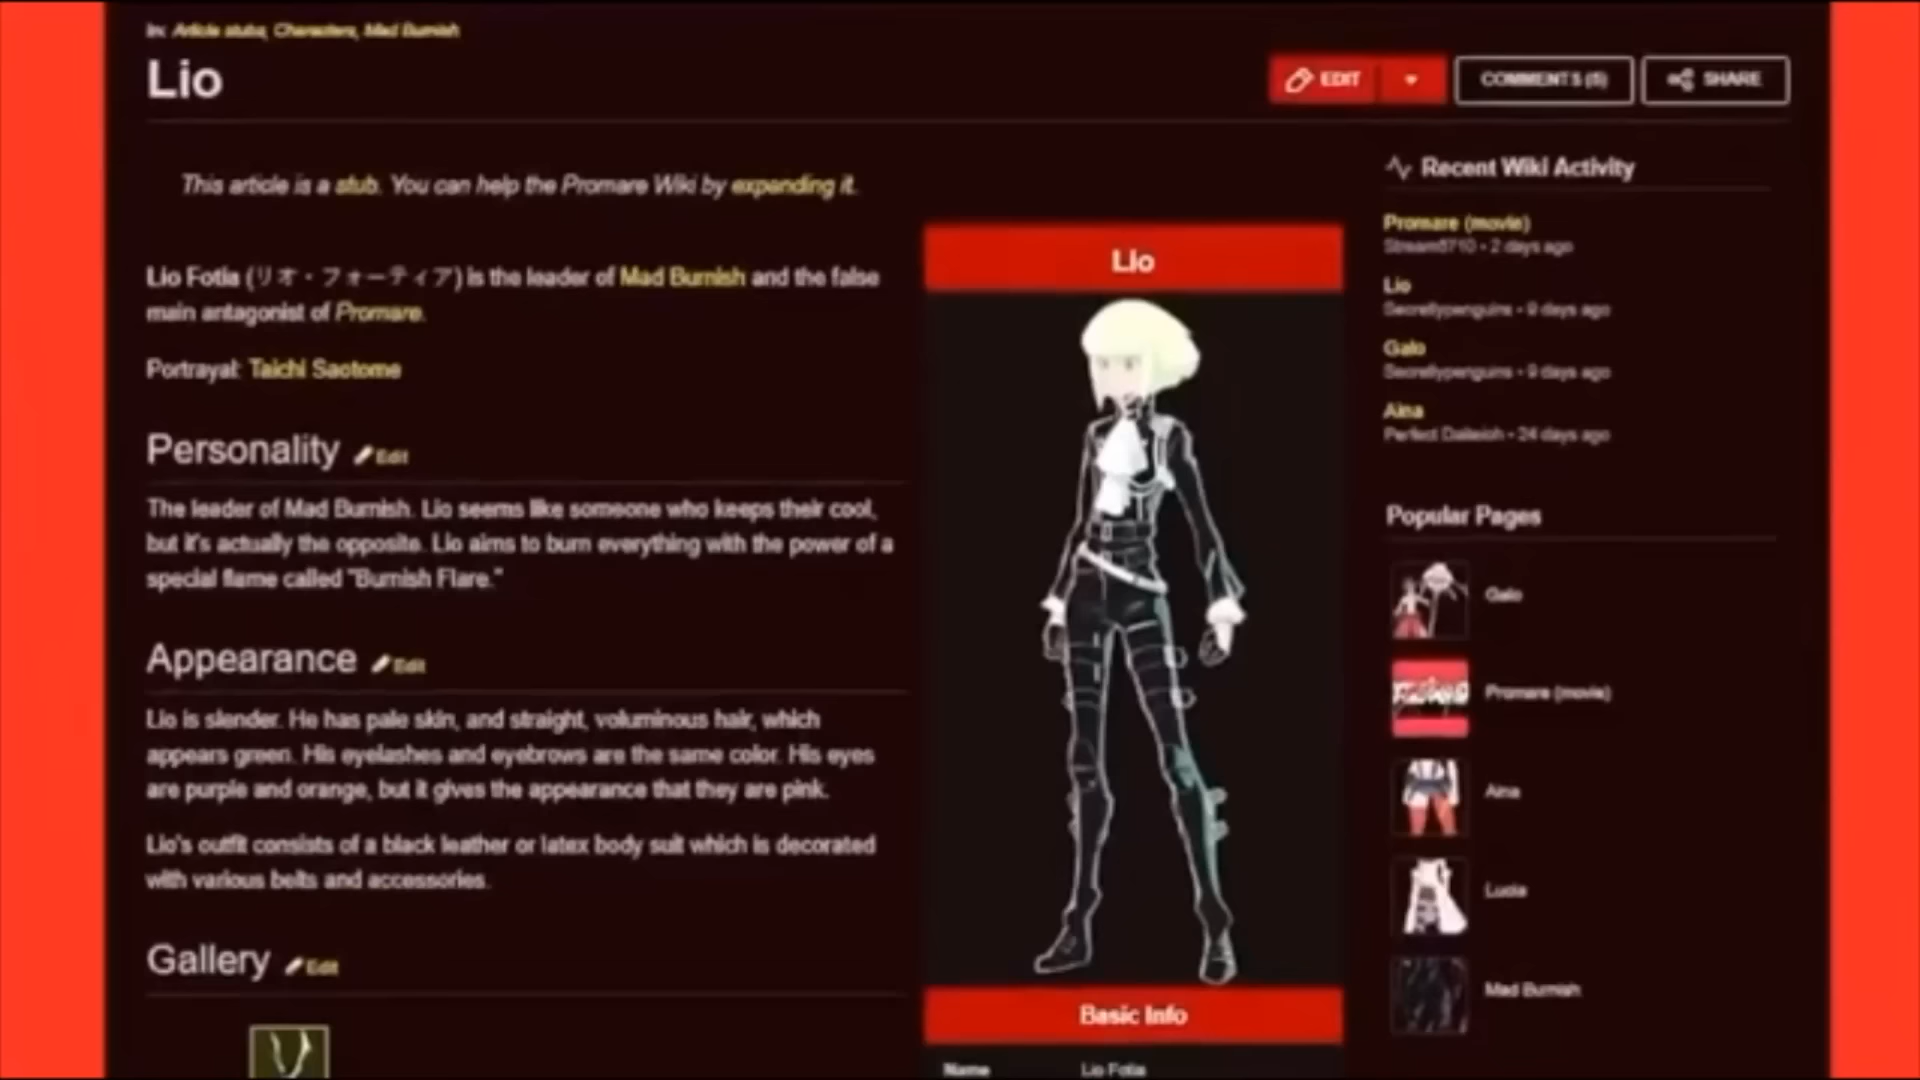 In: Article stubs, Characters, Mad Burnish
Lio
EDIT
COMMENTS (5)
SHARE
This article is a stub. You can help the Promare Wiki by expanding it.
Lio Fotia (リオ・フォーティア) is the leader of Mad Burnish and the false
main antagonist of Promare.
Portrayal: Taichi Saotome
Personality Edit
The leader of Mad Burnish. Lio seems like someone who keeps their cool,
but it's actually the opposite. Lio aims to burn everything with the power of a
special flame called "Burnish Flare."
Appearance Edit
Lio is slender. He has pale skin, and straight, voluminous hair, which
appears green. His eyelashes and eyebrows are the same color. His eyes
are purple and orange, but it gives the appearance that they are pink.
Lio's outfit consists of a black leather or latex body suit which is decorated
with various belts and accessories.
Gallery Edit
Lio
Basic Info
Name Lio Fotia
Recent Wiki Activity
Promare (movie)
• 2 days ago
Lio
Secretlypenguins • 9 days ago
Galo
Secretlypenguins • 9 days ago
Aina
Perfect • 24 days ago
Popular Pages
Galo
Promare (movie)
Aina
Lucia
Mad Burnish